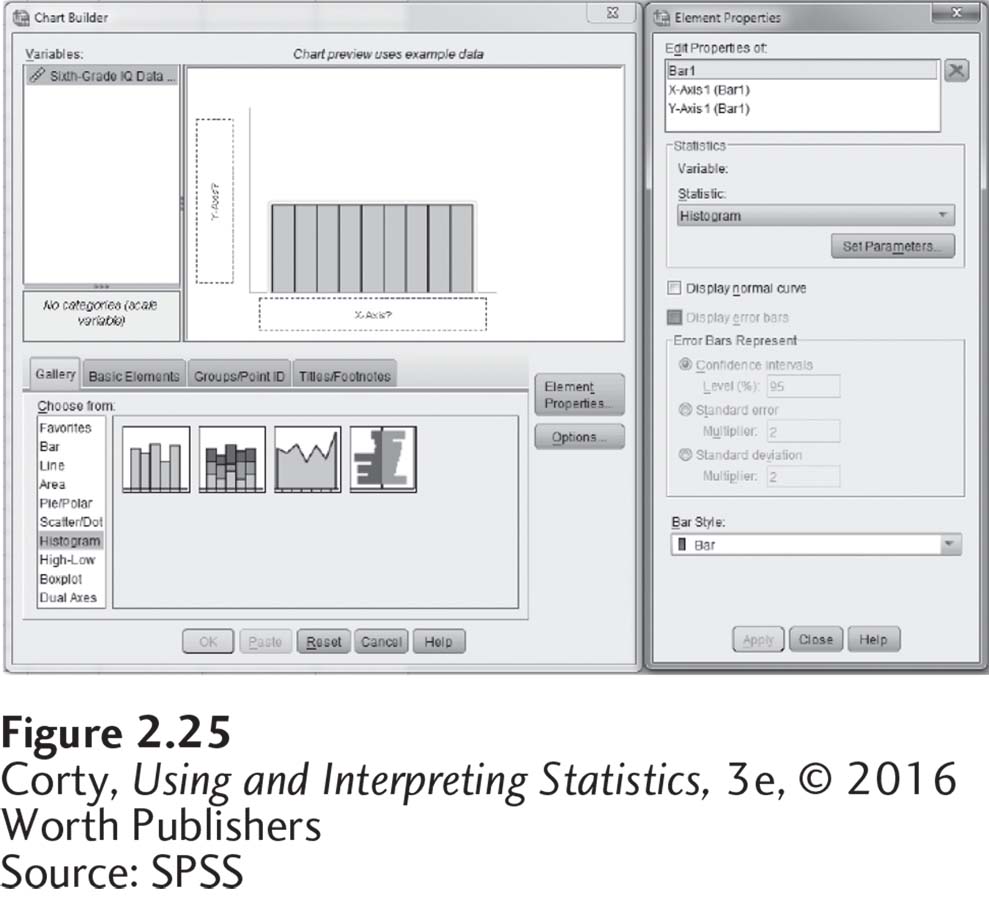 Chart Builder
Variables:
Sixth-Grade IQ Data ...
Chart preview uses example data
Y-Axis?
X-Axis?
No categories (scale
variable)
Gallery
Basic Elements
Groups/Point ID
Titles/Footnotes
Choose from:
Favorites
Bar
Line
Area
Pie/Polar
Scatter/Dot
Histogram
High-Low
Boxplot
Dual Axes
Element
Properties...
Options...
OK
Paste
Reset
Cancel
Help
Element Properties
Edit Properties of:
Bar1
X-Axis1 (Bar1)
Y-Axis1 (Bar1)
Statistics
Variable:
Statistic:
Histogram
Set Parameters...
Display normal curve
Display error bars
Error Bars Represent
Confidence intervals
Level (%): 95
Standard error
Multiplier: 2
Standard deviation
Multiplier: 2
Bar Style:
Bar
Apply
Close
Help
Figure 2.25
Corty, Using and Interpreting Statistics, 3e, © 2016
Worth Publishers
Source: SPSS